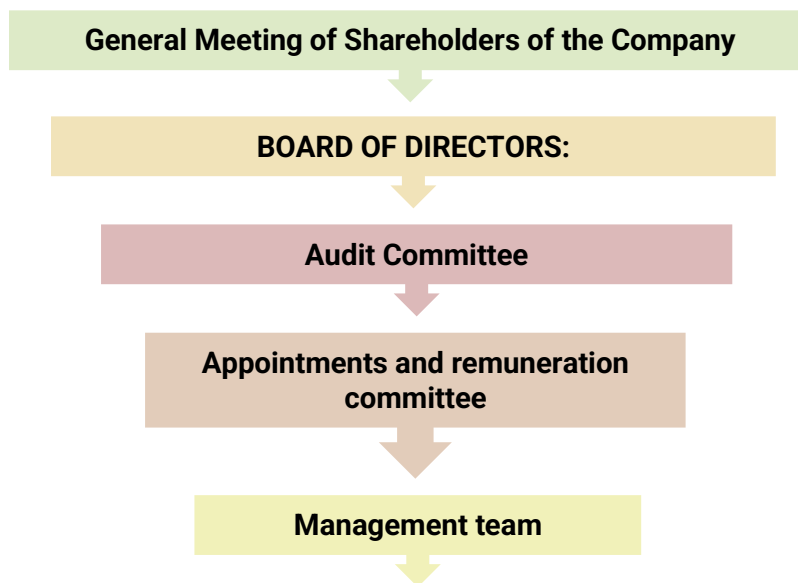 General Meeting of Shareholders of the Company
BOARD OF DIRECTORS:
Audit Committee
Appointments and remuneration
committee
Management team